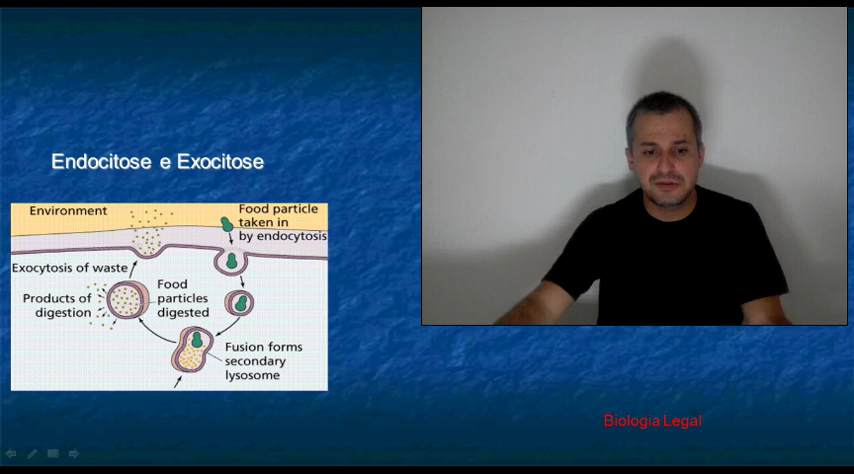 Endocitose e Exocitose
Environment
Food particle
taken in
by endocytosis
Exocytosis of waste
Food
particles
digested
Products of
digestion
Fusion forms
secondary
lysosome
Biologia Legal